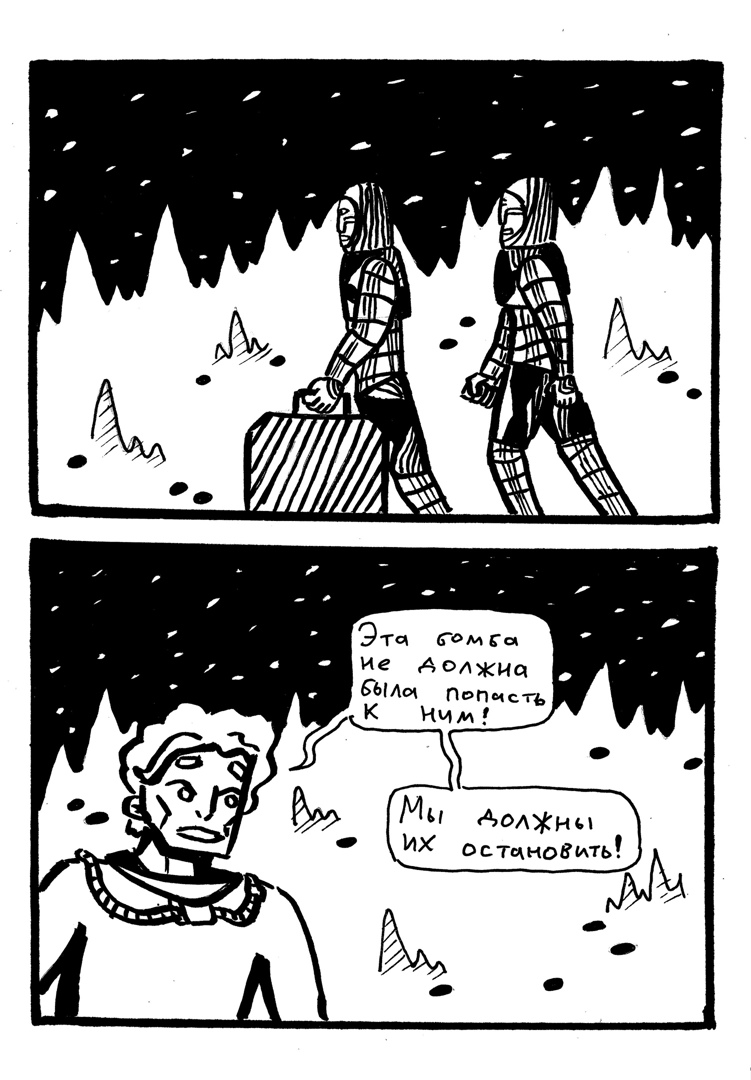 Эта бомба
не должна
была попасть
к ним!
Мы должны
их остановить!